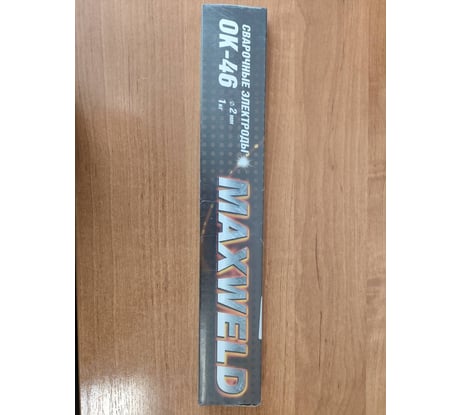 СВАРОЧНЫЕ ЭЛЕКТРОДЫ
ОК-46
⌀ 2 мм
1 кг
MAXWELD